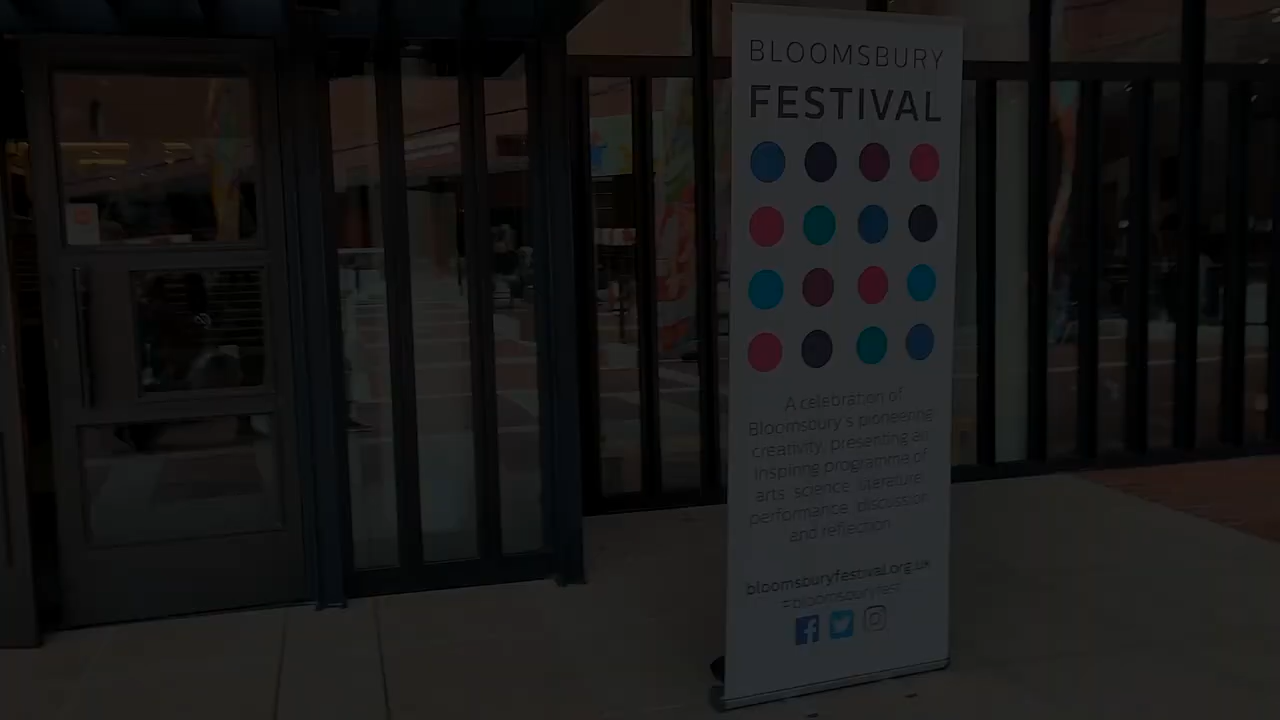 BLOOMSBURY
FESTIVAL
A celebration of
Bloomsbury's pioneering
creativity, presenting an
inspiring programme of
arts, science, literature,
performance, discussion
and reflection
bloomsburyfestival.org.uk
#bloomsburyfest